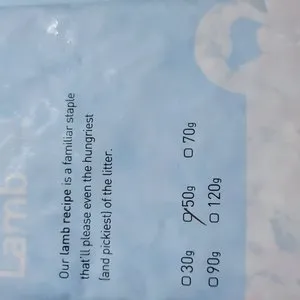 Lamb
Our lamb recipe is a familiar staple
that'll please even the hungriest
(and pickiest) of the litter.
30g 50g 70g
90g 120g